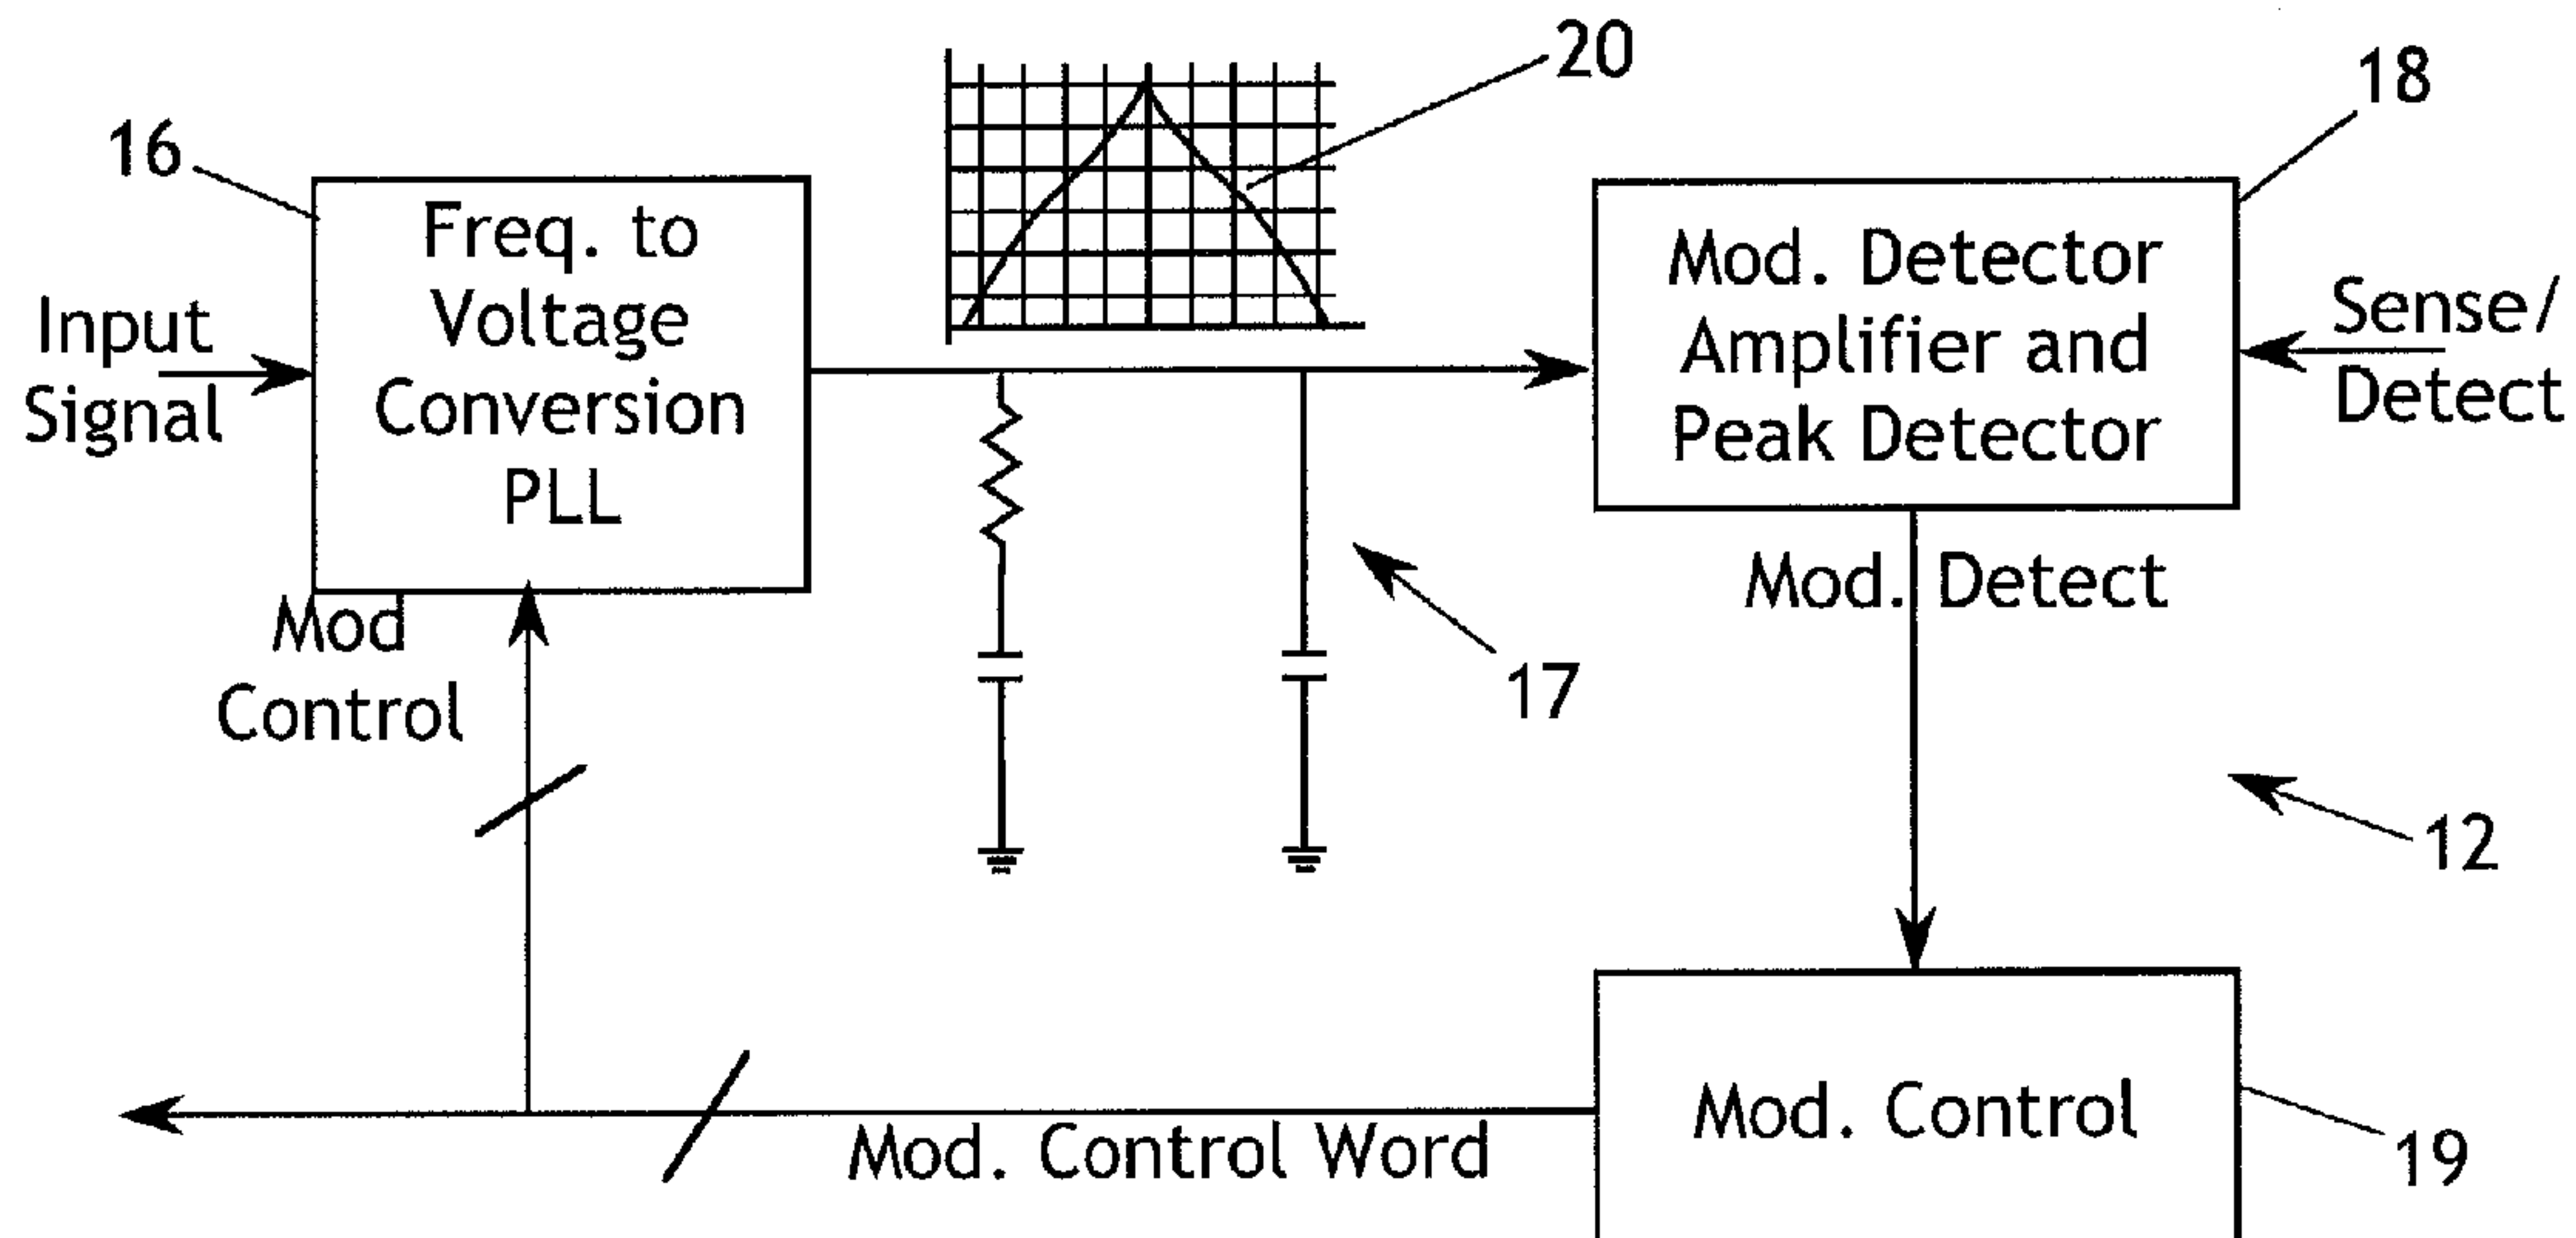 20
18
16
Freq. to
Voltage
Conversion
PLL
Mod. Detector
Amplifier and
Peak Detector
Input
Signal
Sense/
Detect
Mod. Detect
Mod
Control
17
12
Mod. Control
Mod. Control Word
19